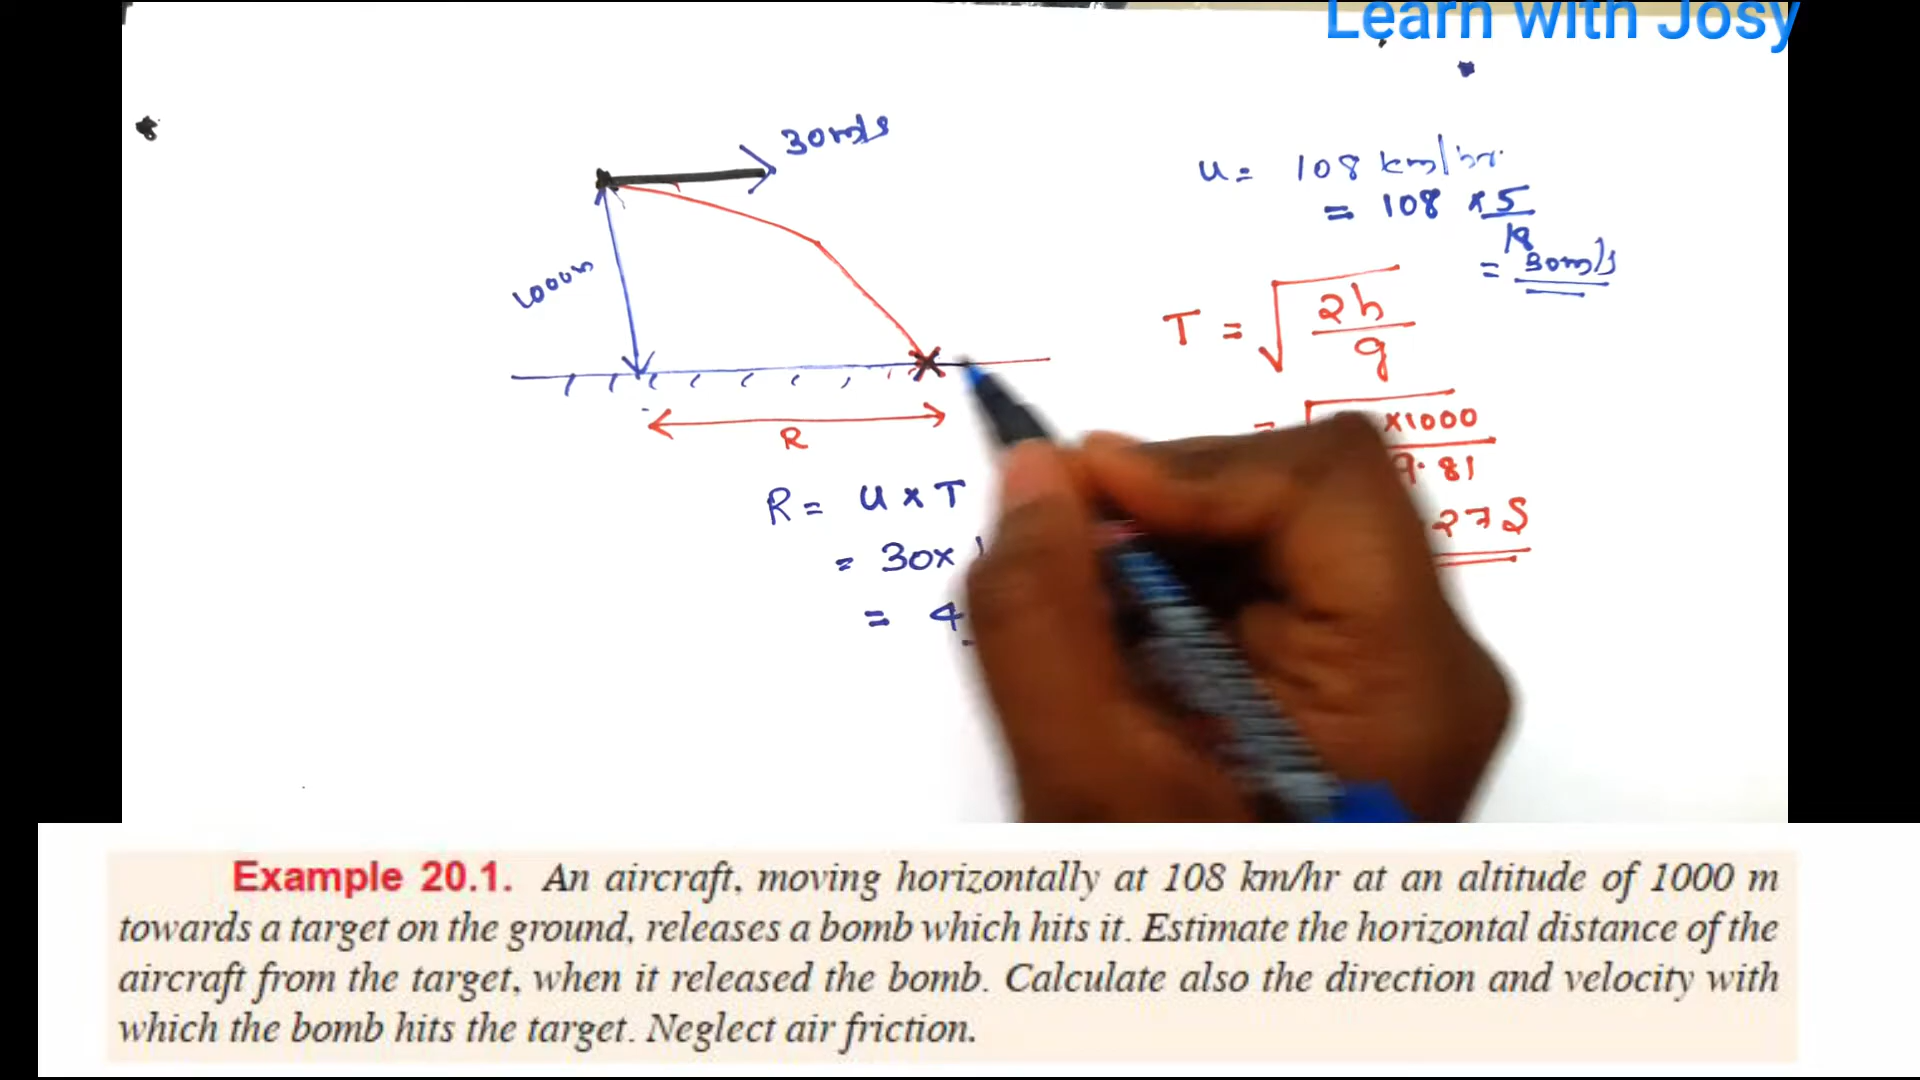 Learn with Josy
30m/s
u = 108 km/hr.
= 108 × 5
18
= 30m/s
1000m
T = √ 2h
g
= ×1000
9.81
27 S
R
R = u × T
= 30×
= 4
Example 20.1. An aircraft, moving horizontally at 108 km/hr at an altitude of 1000 m
towards a target on the ground, releases a bomb which hits it. Estimate the horizontal distance of the
aircraft from the target, when it released the bomb. Calculate also the direction and velocity with
which the bomb hits the target. Neglect air friction.